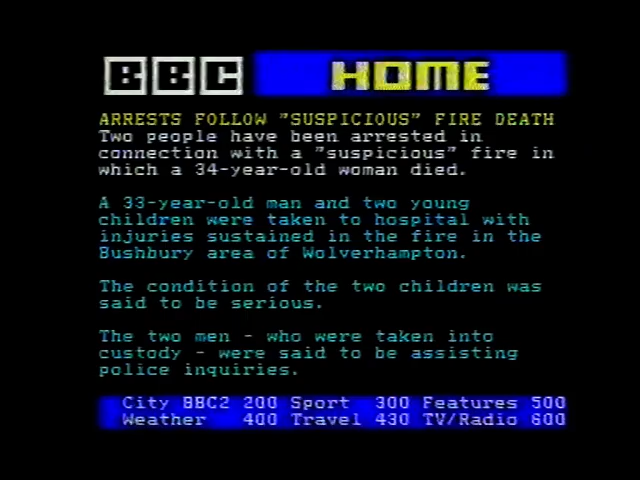 BBC HOME
ARRESTS FOLLOW "SUSPICIOUS" FIRE DEATH
Two people have been arrested in
connection with a "suspicious" fire in
which a 34-year-old woman died.
A 33-year-old man and two young
children were taken to hospital with
injuries sustained in the fire in the
Bushbury area of Wolverhampton.
The condition of the two children was
said to be serious.
The two men - who were taken into
custody - were said to be assisting
police inquiries.
City BBC2 200 Sport 300 Features 500
Weather 400 Travel 430 TV/Radio 600